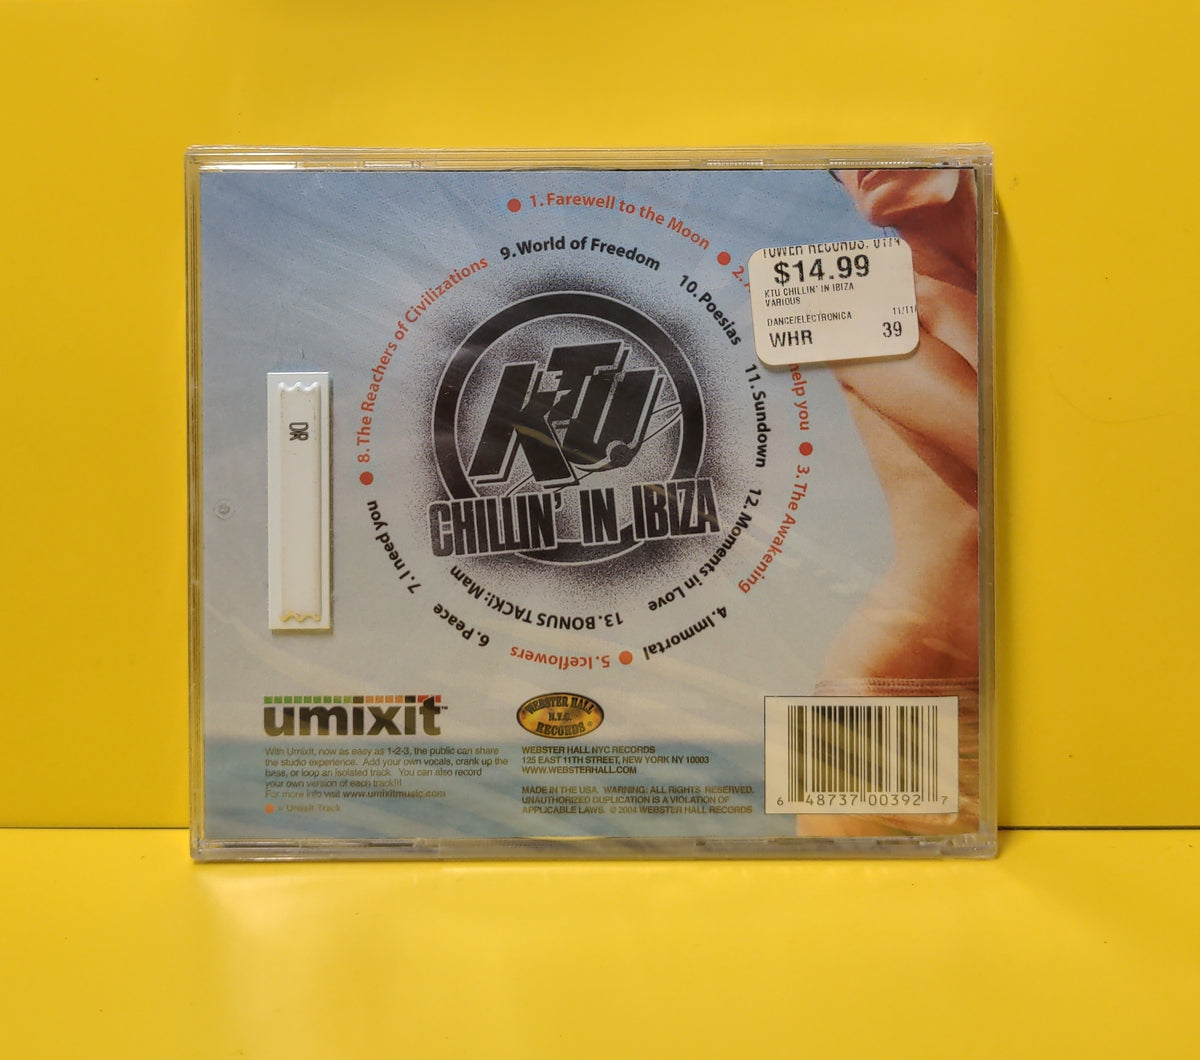 1. Farewell to the Moon
2.
help you
3. The Awakening
4. Immortal
5. Iceflowers
6. Peace
7. I need you
8. The Reachers of Civilizations
9. World of Freedom
10. Poesias
11. Sundown
12. Moments in Love
13. BONUS TACK!: Mam
KTU
CHILLIN' IN IBIZA
TOWER RECORDS.
$14.99
KTU CHILLIN' IN IBIZA
VARIOUS
DANCE/ELECTRONICA 11/11
WHR 39
DR
umixit™
With Umixit, now as easy as 1-2-3, the public can share
the studio experience. Add your own vocals, crank up the
bass, or loop an isolated track. You can also record
your own version of each track!!!
For more info visit www.umixitmusic.com
= Umixit Track
WEBSTER HALL
N.Y.C.
RECORDS
WEBSTER HALL NYC RECORDS
125 EAST 11TH STREET, NEW YORK NY 10003
WWW.WEBSTERHALL.COM
MADE IN THE USA. WARNING: ALL RIGHTS RESERVED.
UNAUTHORIZED DUPLICATION IS A VIOLATION OF
APPLICABLE LAWS. © 2004 WEBSTER HALL RECORDS
6 48737 00392 7